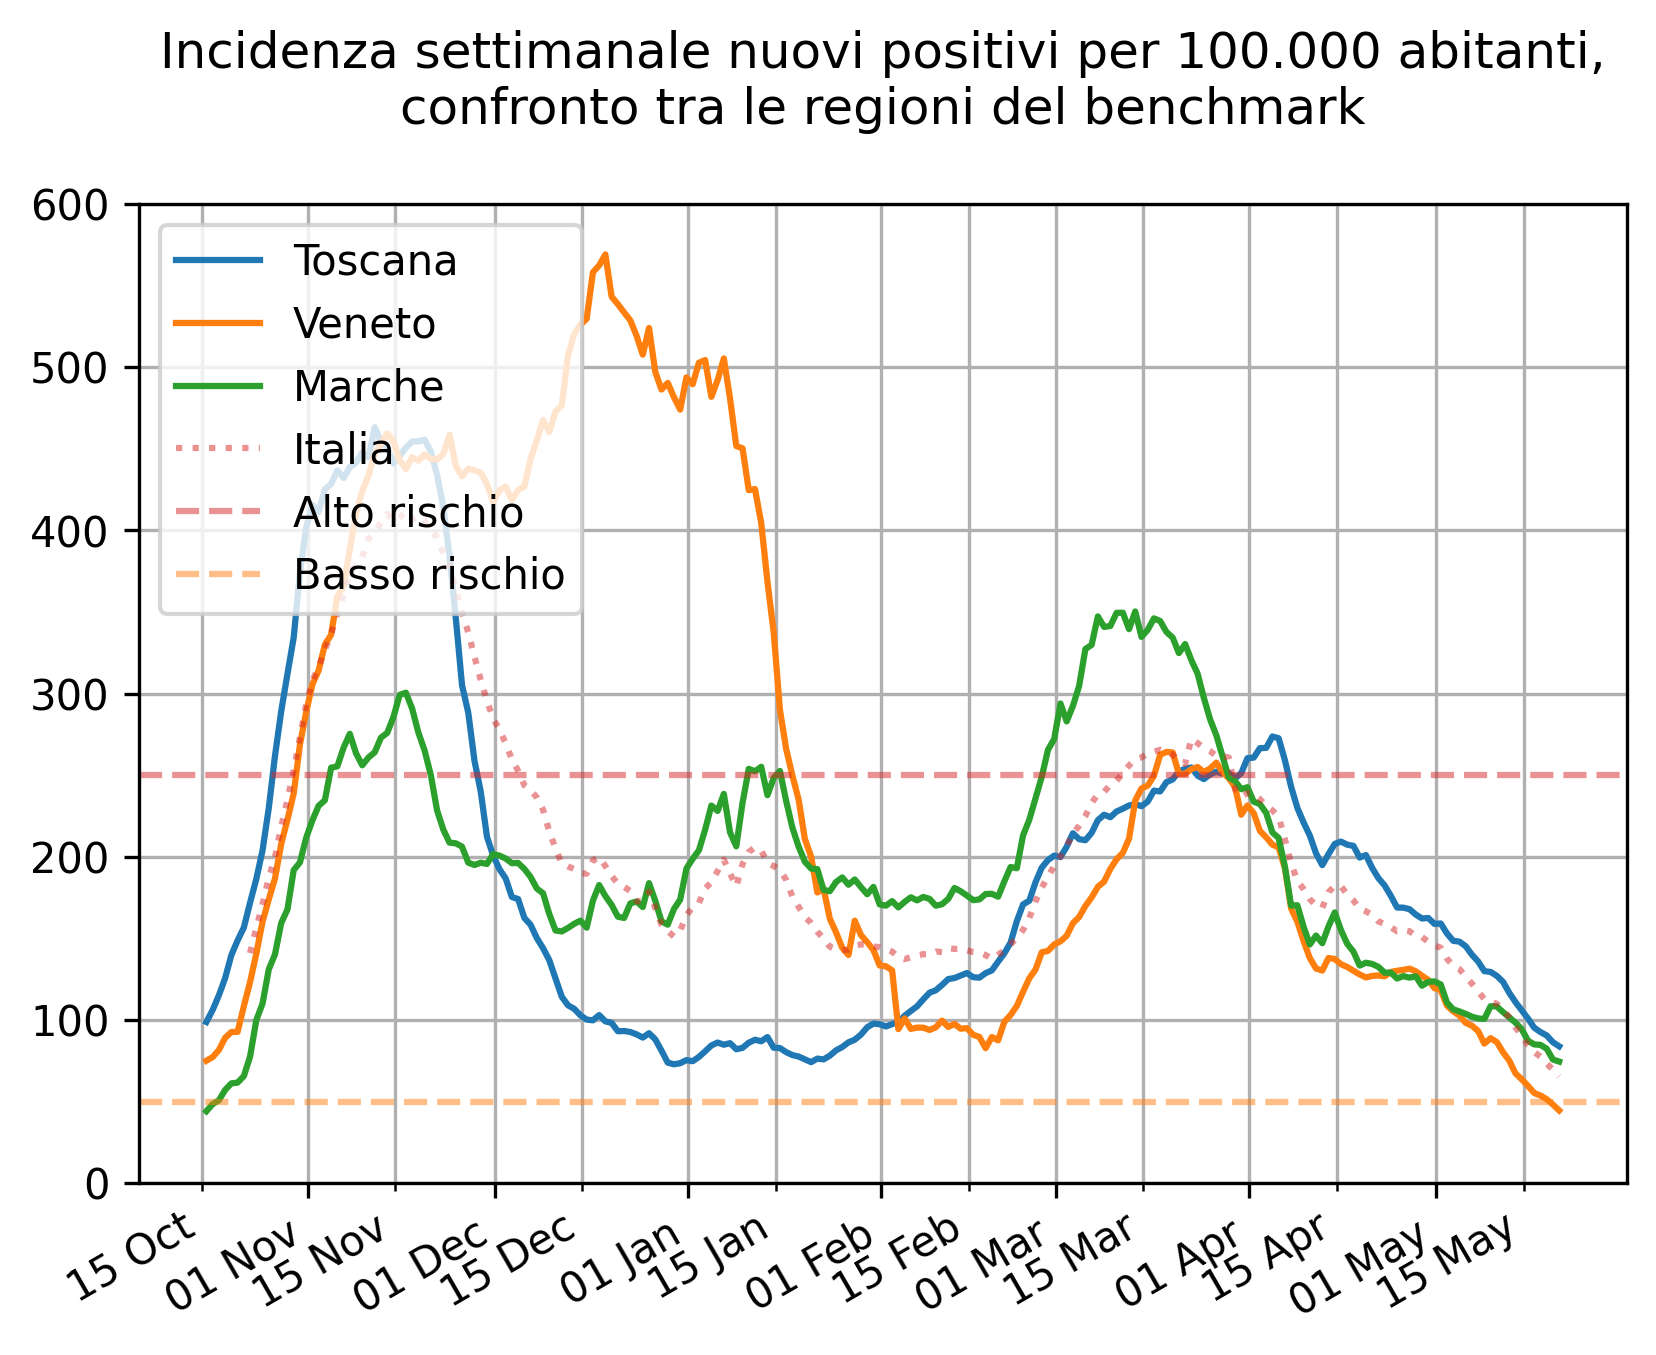 Incidenza settimanale nuovi positivi per 100.000 abitanti,
confronto tra le regioni del benchmark
600
500
400
300
200
100
0
Toscana
Veneto
Marche
Italia
Alto rischio
Basso rischio
15 Oct
01 Nov
15 Nov
01 Dec
15 Dec
01 Jan
15 Jan
01 Feb
15 Feb
01 Mar
15 Mar
01 Apr
15 Apr
01 May
15 May